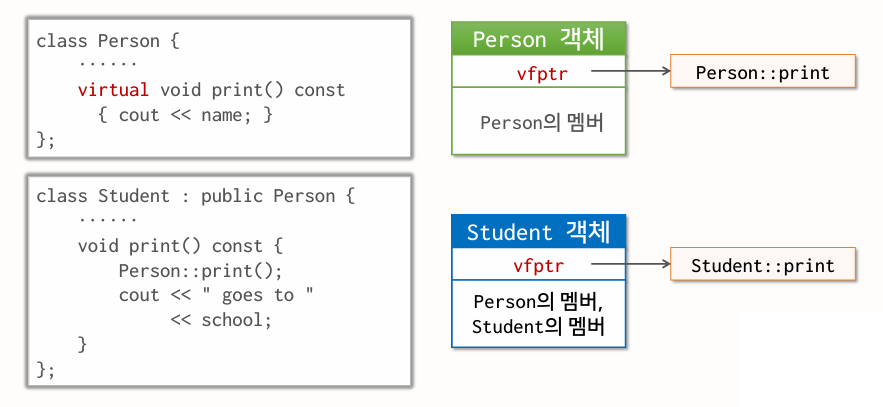 class Person {
    ......
    virtual void print() const
      { cout << name; }
};
class Student : public Person {
    ......
    void print() const {
        Person::print();
        cout << " goes to "
             << school;
    }
};
Person 객체
vfptr
Person::print
Person의 멤버
Student 객체
vfptr
Student::print
Person의 멤버,
Student의 멤버